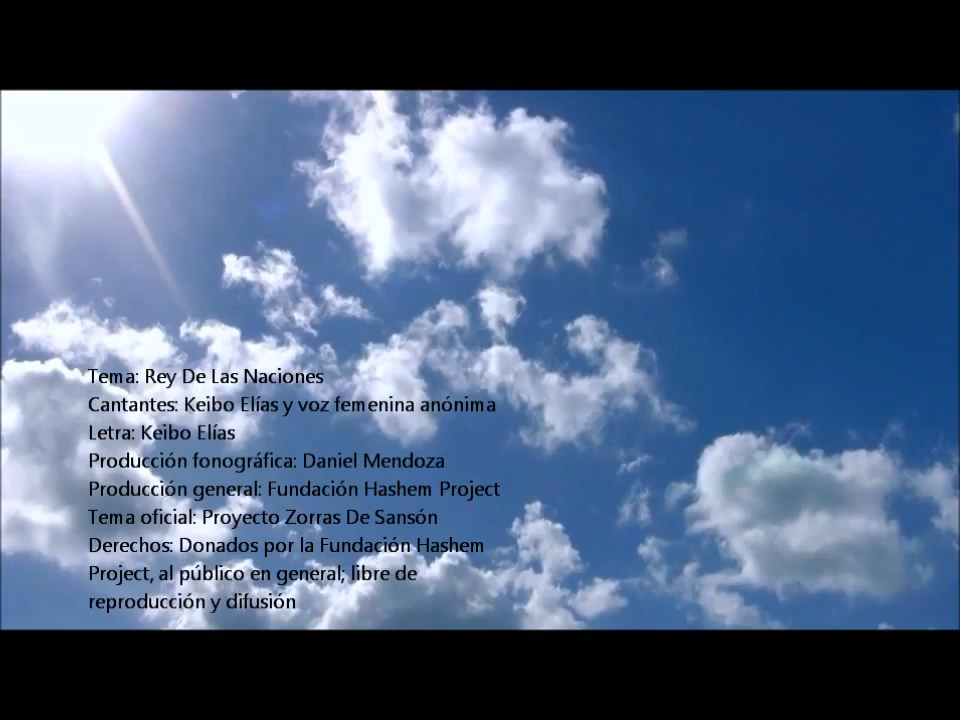 Tema: Rey De Las Naciones
Cantantes: Keibo Elías y voz femenina anónima
Letra: Keibo Elías
Producción fonográfica: Daniel Mendoza
Producción general: Fundación Hashem Project
Tema oficial: Proyecto Zorras De Sansón
Derechos: Donados por la Fundación Hashem
Project, al público en general; libre de
reproducción y difusión